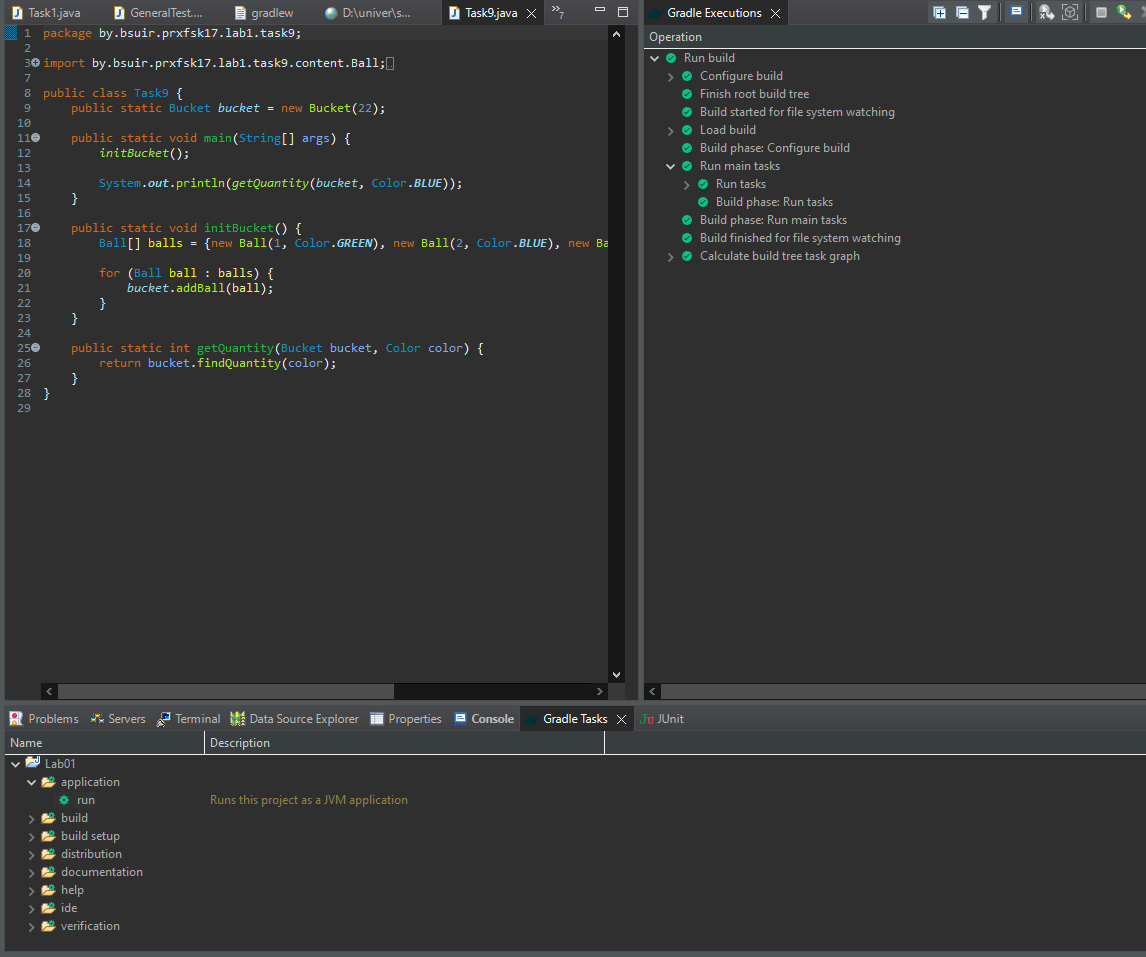 Task1.java GeneralTest.... gradlew D:\univer\s... Task9.java 7
1 package by.bsuir.prxfsk17.lab1.task9;
2
3 import by.bsuir.prxfsk17.lab1.task9.content.Ball;
7
8 public class Task9 {
9 public static Bucket bucket = new Bucket(22);
10
11 public static void main(String[] args) {
12 initBucket();
13
14 System.out.println(getQuantity(bucket, Color.BLUE));
15 }
16
17 public static void initBucket() {
18 Ball[] balls = {new Ball(1, Color.GREEN), new Ball(2, Color.BLUE), new Ba
19
20 for (Ball ball : balls) {
21 bucket.addBall(ball);
22 }
23 }
24
25 public static int getQuantity(Bucket bucket, Color color) {
26 return bucket.findQuantity(color);
27 }
28 }
29
Gradle Executions
Operation
Run build
Configure build
Finish root build tree
Build started for file system watching
Load build
Build phase: Configure build
Run main tasks
Run tasks
Build phase: Run tasks
Build phase: Run main tasks
Build finished for file system watching
Calculate build tree task graph
Problems Servers Terminal Data Source Explorer Properties Console Gradle Tasks Ju JUnit
Name Description
Lab01
application
run Runs this project as a JVM application
build
build setup
distribution
documentation
help
ide
verification